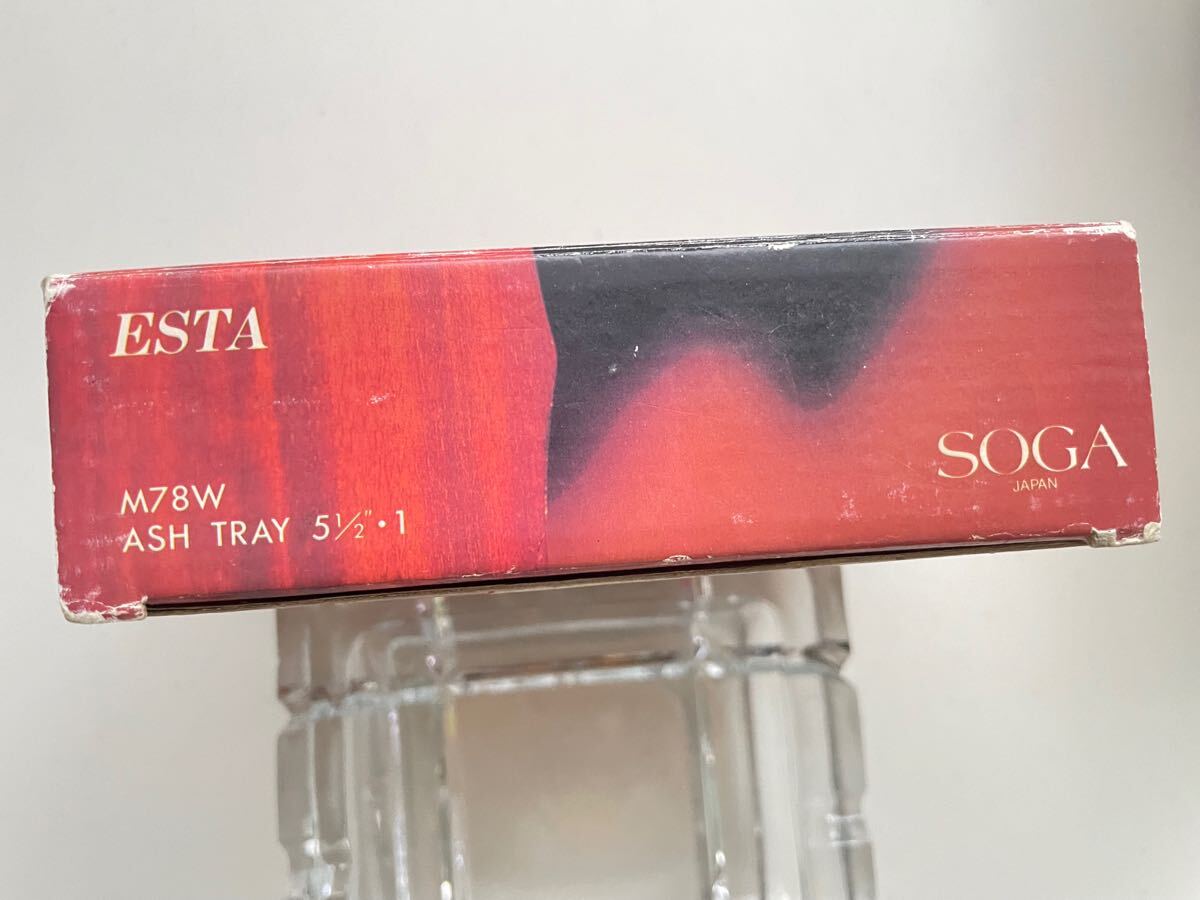 ESTA
M78W
ASH TRAY 5½"・1
SOGA
JAPAN